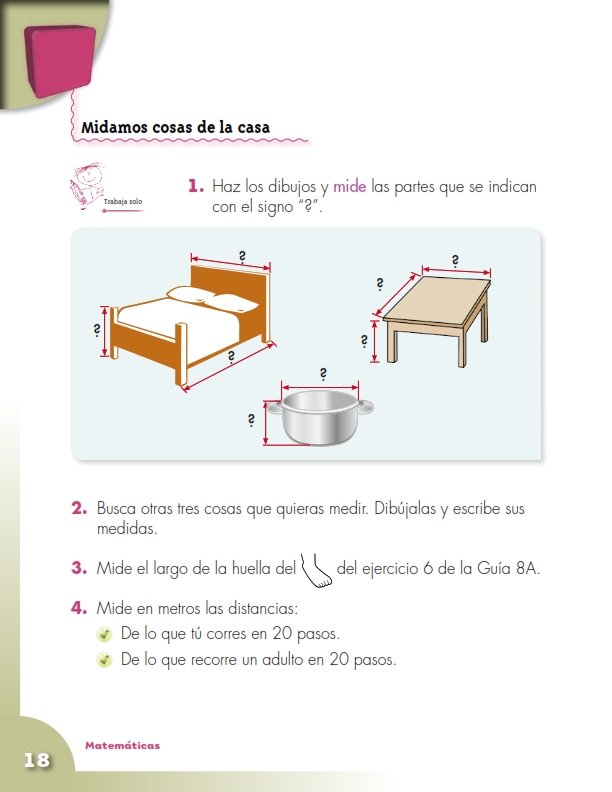 Midamos cosas de la casa
Trabaja solo
1. Haz los dibujos y mide las partes que se indican
con el signo “?”.
?
?
?
?
?
?
?
?
2. Busca otras tres cosas que quieras medir. Dibújalas y escribe sus
medidas.
3. Mide el largo de la huella del del ejercicio 6 de la Guía 8A.
4. Mide en metros las distancias:
De lo que tú corres en 20 pasos.
De lo que recorre un adulto en 20 pasos.
Matemáticas
18